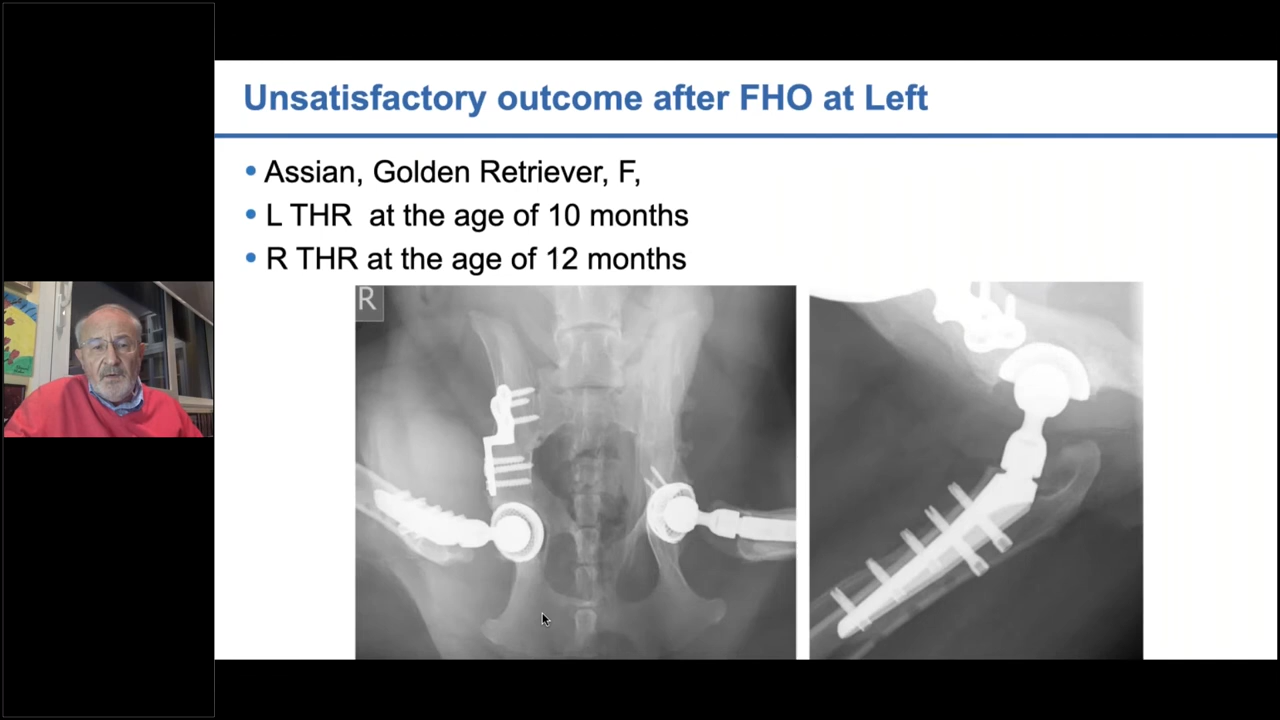 Unsatisfactory outcome after FHO at Left
• Assian, Golden Retriever, F,
• L THR  at the age of 10 months
• R THR at the age of 12 months
R